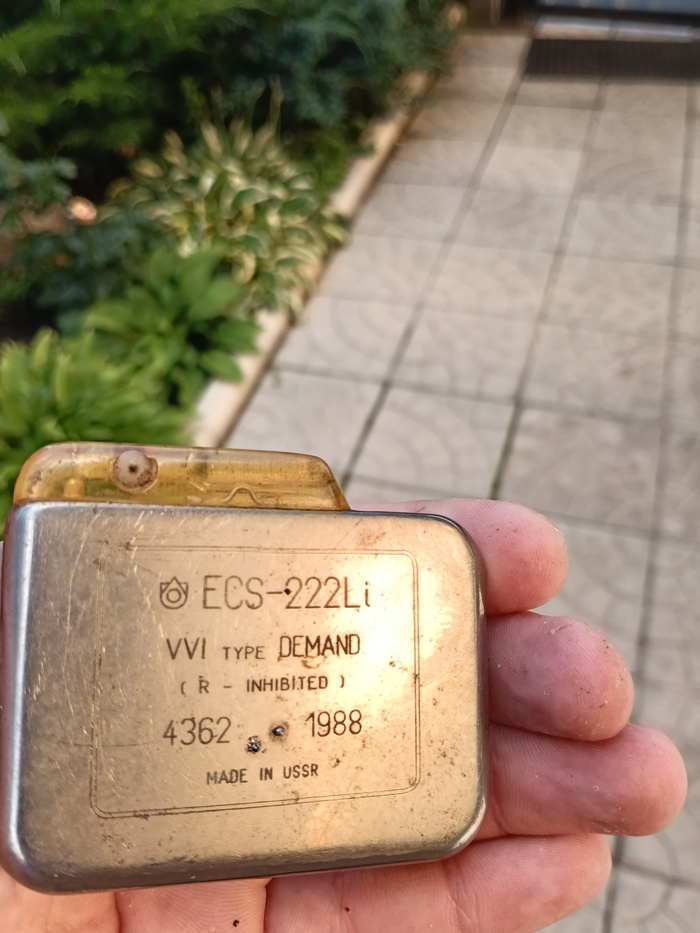 ECS-222Li
VVI TYPE DEMAND
( R - INHIBITED )
4362 1988
MADE IN USSR